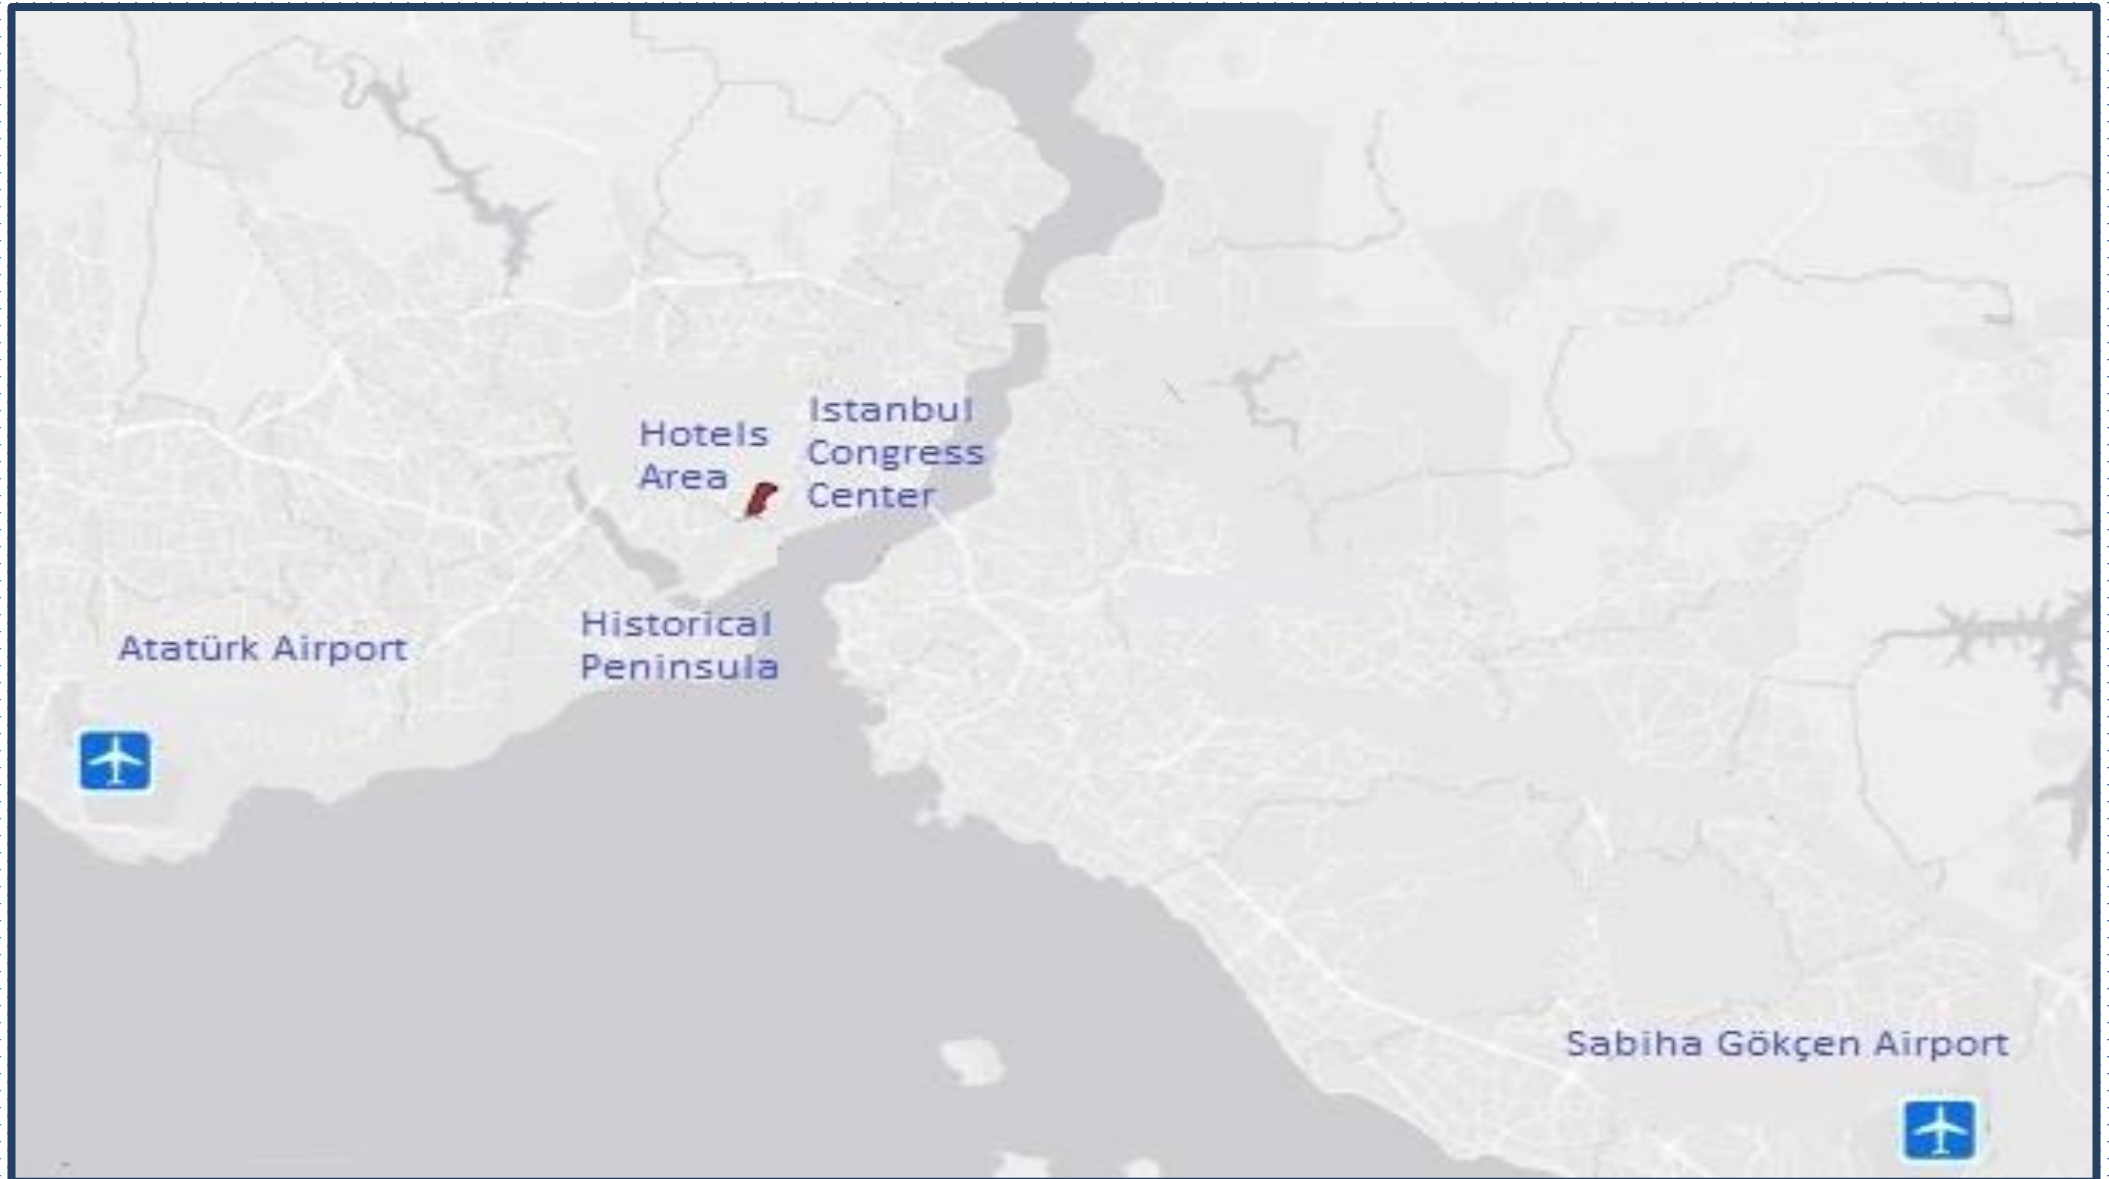 Hotels
Area
Istanbul
Congress
Center
Historical
Peninsula
Atatürk Airport
Sabiha Gökçen Airport